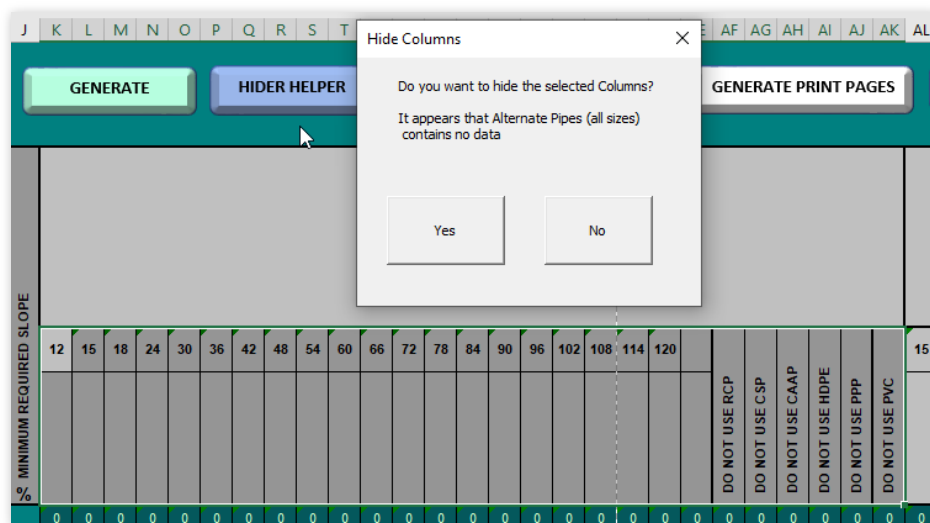 J K L M N O P Q R S T AF AG AH AI AJ AK AL
Hide Columns
GENERATE
HIDER HELPER
GENERATE PRINT PAGES
Do you want to hide the selected Columns?
It appears that Alternate Pipes (all sizes)
contains no data
Yes
No
MINIMUM REQUIRED SLOPE
%
12 15 18 24 30 36 42 48 54 60 66 72 78 84 90 96 102 108 114 120 15
DO NOT USE RCP
DO NOT USE CSP
DO NOT USE CAAP
DO NOT USE HDPE
DO NOT USE PPP
DO NOT USE PVC
0 0 0 0 0 0 0 0 0 0 0 0 0 0 0 0 0 0 0 0 0 0 0 0 0 0 0 0